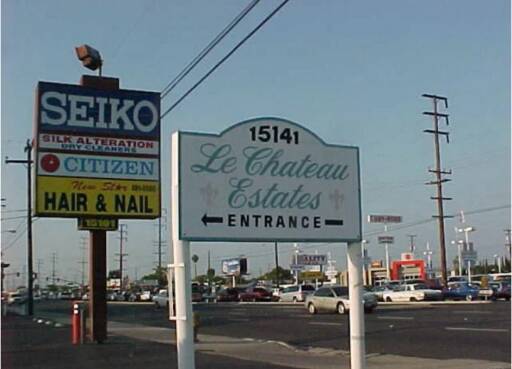 SEIKO
SILK ALTERATION
DRY CLEANERS
CITIZEN
New Star
HAIR & NAIL
15141
Le Chateau
Estates
ENTRANCE